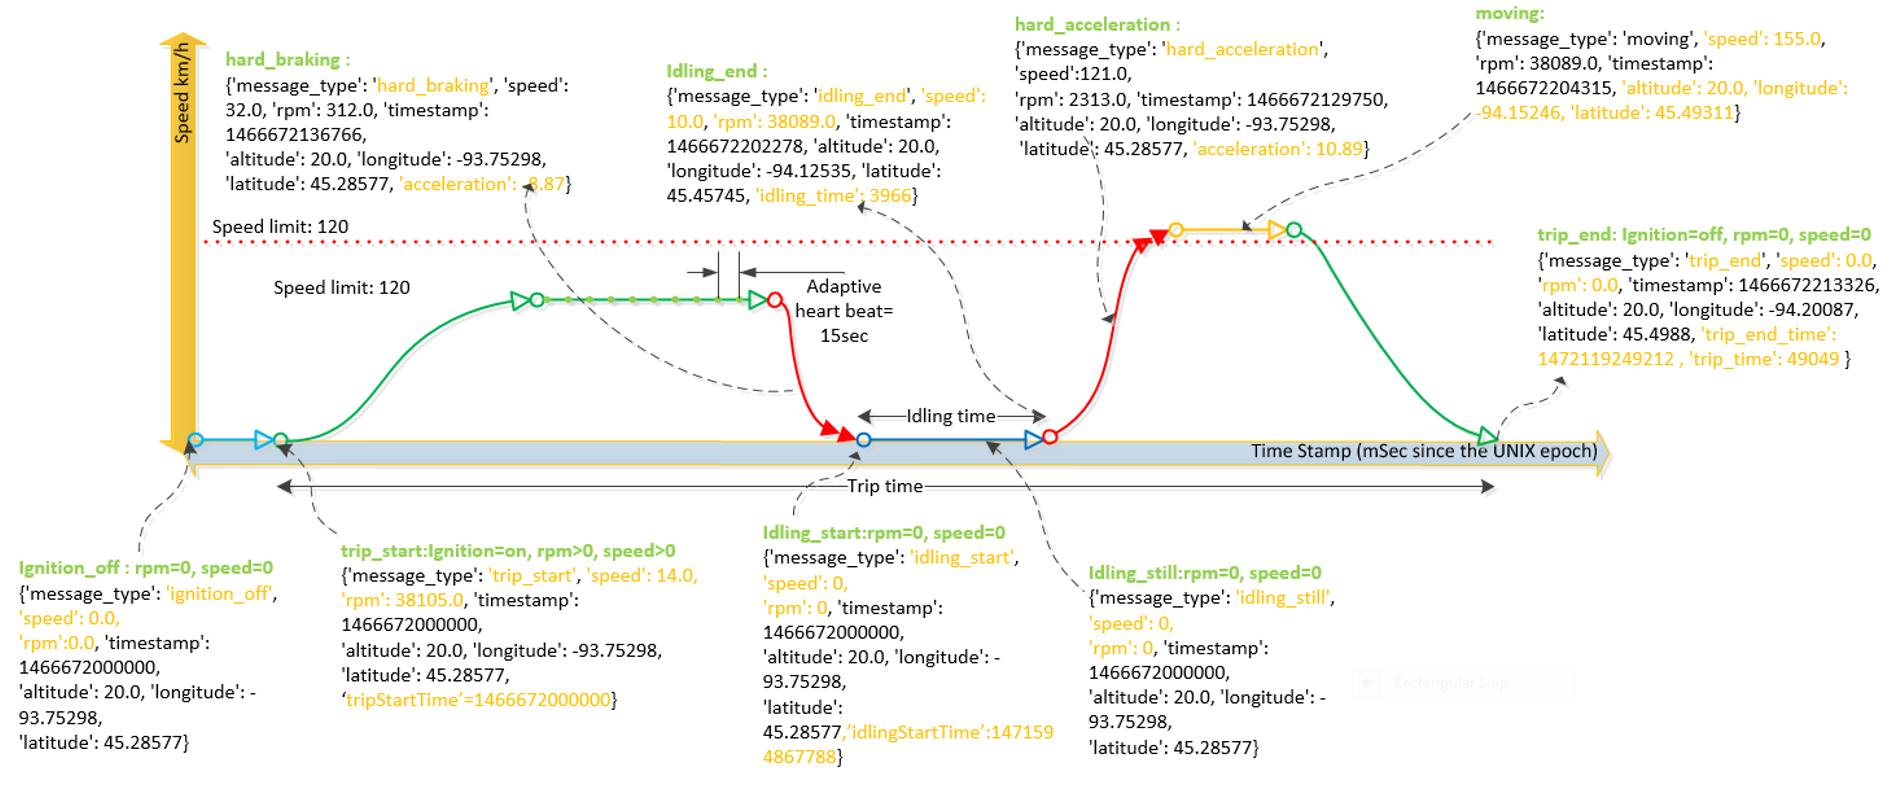 Speed km/h
hard_braking :
{'message_type': 'hard_braking', 'speed':
32.0, 'rpm': 312.0, 'timestamp':
1466672136766,
'altitude': 20.0, 'longitude': -93.75298,
'latitude': 45.28577, 'acceleration': -8.87}
Idling_end :
{'message_type': 'idling_end', 'speed':
10.0, 'rpm': 38089.0, 'timestamp':
1466672202278, 'altitude': 20.0,
'longitude': -94.12535, 'latitude':
45.45745, 'idling_time': 3966}
hard_acceleration :
{'message_type': 'hard_acceleration',
'speed':121.0,
'rpm': 2313.0, 'timestamp': 1466672129750,
'altitude': 20.0, 'longitude': -93.75298,
'latitude': 45.28577, 'acceleration': 10.89}
moving:
{'message_type': 'moving', 'speed': 155.0,
'rpm': 38089.0, 'timestamp':
1466672204315, 'altitude': 20.0, 'longitude':
-94.15246, 'latitude': 45.49311}
Speed limit: 120
Speed limit: 120
Adaptive
heart beat=
15sec
trip_end: Ignition=off, rpm=0, speed=0
{'message_type': 'trip_end', 'speed': 0.0,
'rpm': 0.0, 'timestamp': 1466672213326,
'altitude': 20.0, 'longitude': -94.20087,
'latitude': 45.4988, 'trip_end_time':
1472119249212 , 'trip_time': 49049 }
Idling time
Time Stamp (mSec since the UNIX epoch)
Trip time
Ignition_off : rpm=0, speed=0
{'message_type': 'ignition_off',
'speed': 0.0,
'rpm':0.0, 'timestamp':
1466672000000,
'altitude': 20.0, 'longitude': -
93.75298,
'latitude': 45.28577}
trip_start:Ignition=on, rpm>0, speed>0
{'message_type': 'trip_start', 'speed': 14.0,
'rpm': 38105.0, 'timestamp':
1466672000000,
'altitude': 20.0, 'longitude': -93.75298,
'latitude': 45.28577,
‘tripStartTime’=1466672000000}
Idling_start:rpm=0, speed=0
{'message_type': 'idling_start',
'speed': 0,
'rpm': 0, 'timestamp':
1466672000000,
'altitude': 20.0, 'longitude': -
93.75298,
'latitude':
45.28577,’idlingStartTime’:147159
4867788}
Idling_still:rpm=0, speed=0
{'message_type': 'idling_still',
'speed': 0,
'rpm': 0, 'timestamp':
1466672000000,
'altitude': 20.0, 'longitude': -
93.75298,
'latitude': 45.28577}
Rectangular Snip